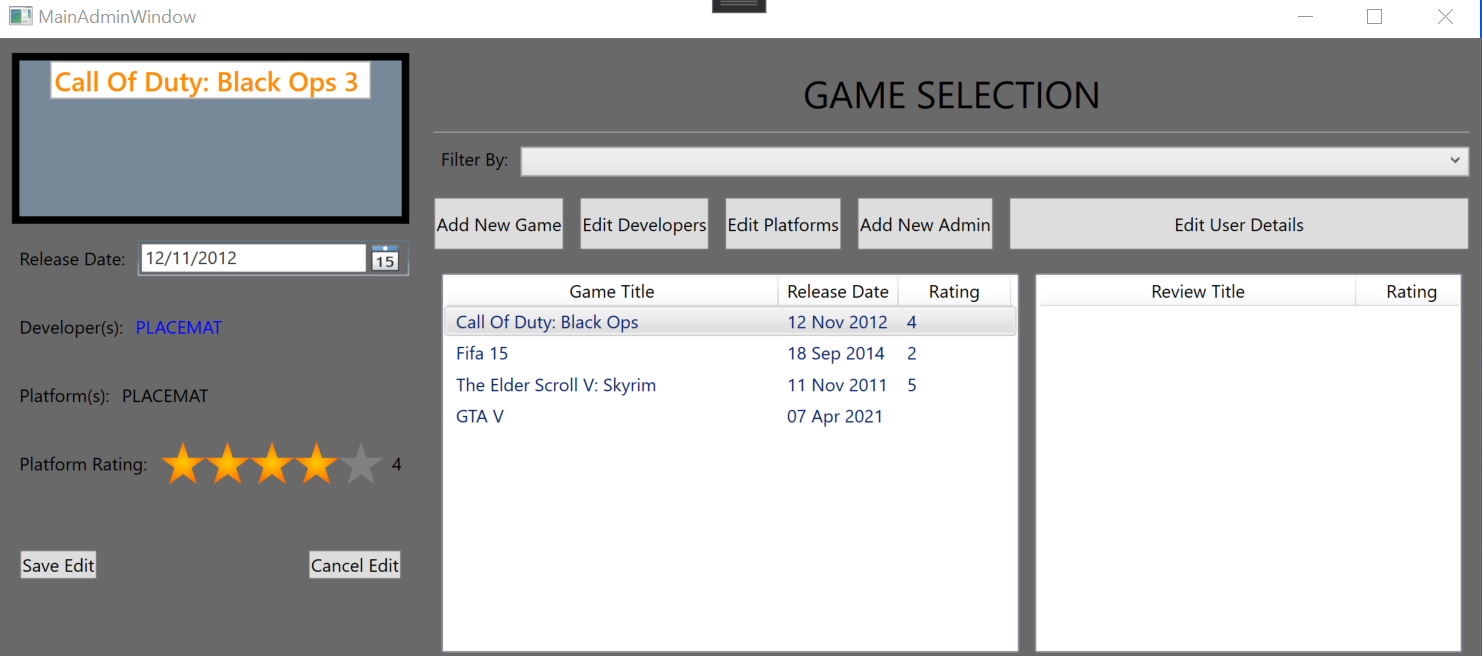 MainAdminWindow
Call Of Duty: Black Ops 3
Release Date: 12/11/2012 15
Developer(s): PLACEMAT
Platform(s): PLACEMAT
Platform Rating: 4
Save Edit Cancel Edit
GAME SELECTION
Filter By:
Add New Game Edit Developers Edit Platforms Add New Admin Edit User Details
Game Title Release Date Rating
Call Of Duty: Black Ops 12 Nov 2012 4
Fifa 15 18 Sep 2014 2
The Elder Scroll V: Skyrim 11 Nov 2011 5
GTA V 07 Apr 2021
Review Title Rating